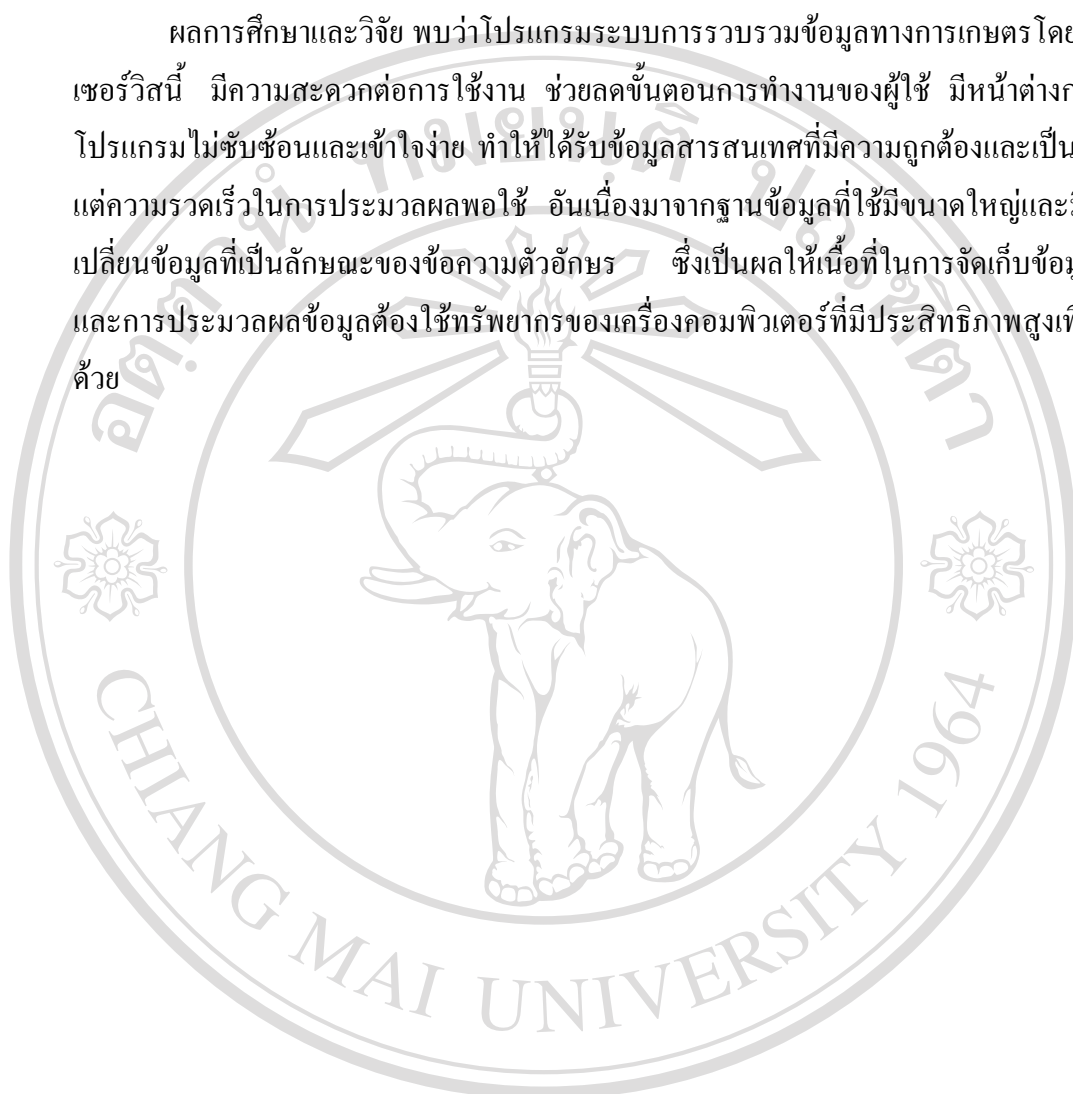 ผลการศึกษาและวิจัย พบว่าโปรแกรมระบบการรวบรวมข้อมูลทางการเกษตรโดย
เซอร์วิสนี้ มีความสะดวกต่อการใช้งาน ช่วยลดขั้นตอนการทำงานของผู้ใช้ มีหน้าต่าง
โปรแกรมไม่ซับซ้อนและเข้าใจง่าย ทำให้ได้รับข้อมูลสารสนเทศที่มีความถูกต้องและเป็น
แต่ความรวดเร็วในการประมวลผลพอใช้ อันเนื่องมาจากฐานข้อมูลที่ใช้มีขนาดใหญ่และ
เปลี่ยนข้อมูลที่เป็นลักษณะของข้อความตัวอักษร ซึ่งเป็นผลให้เนื้อที่ในการจัดเก็บ
และการประมวลผลข้อมูลต้องใช้ทรัพยากรของเครื่องคอมพิวเตอร์ที่มีประสิทธิภาพสูง
ด้วย
อตฺตานํ ทมยนฺติ ปณฺฑิตา
CHIANG MAI UNIVERSITY 1964